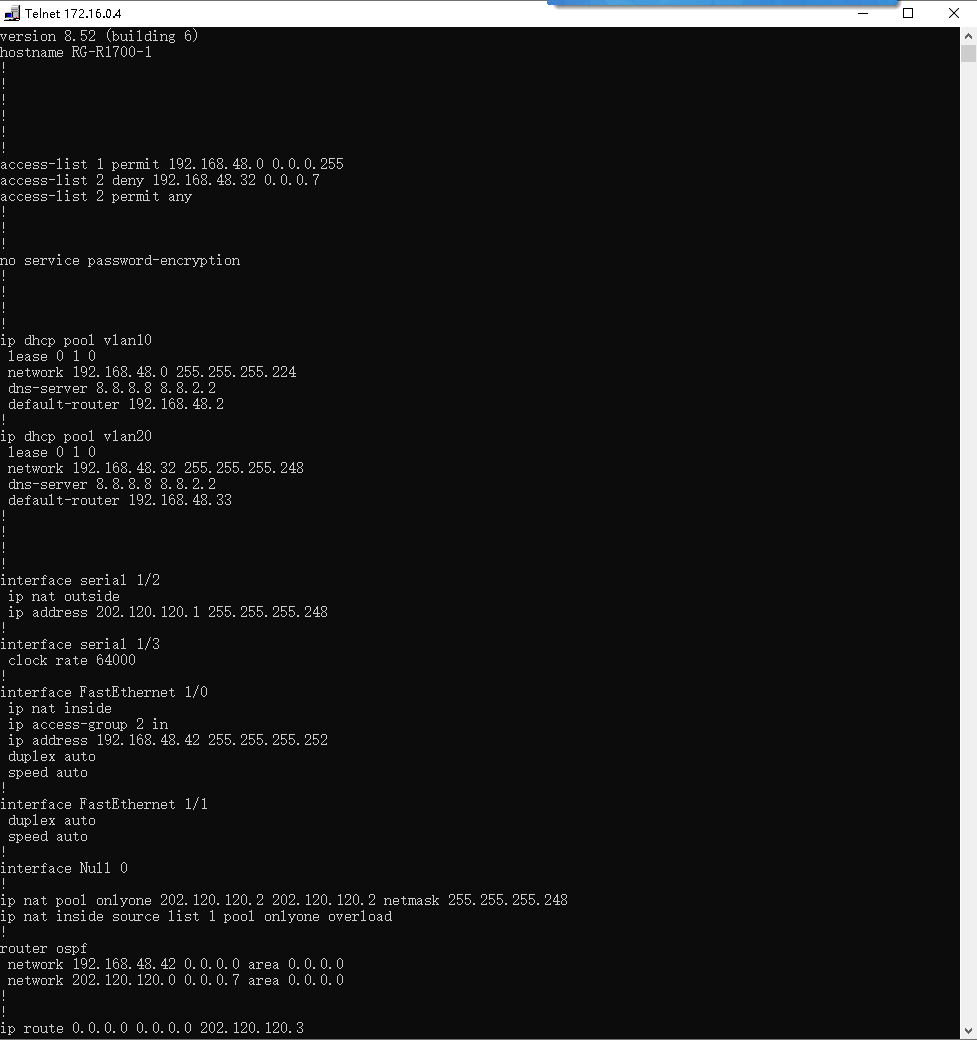 Telnet 172.16.0.4
version 8.52 (building 6)
hostname RG-R1700-1
!
!
!
!
!
!
access-list 1 permit 192.168.48.0 0.0.0.255
access-list 2 deny 192.168.48.32 0.0.0.7
access-list 2 permit any
!
!
!
no service password-encryption
!
!
!
!
ip dhcp pool vlan10
 lease 0 1 0
 network 192.168.48.0 255.255.255.224
 dns-server 8.8.8.8 8.8.2.2
 default-router 192.168.48.2
!
ip dhcp pool vlan20
 lease 0 1 0
 network 192.168.48.32 255.255.255.248
 dns-server 8.8.8.8 8.8.2.2
 default-router 192.168.48.33
!
!
!
!
interface serial 1/2
 ip nat outside
 ip address 202.120.120.1 255.255.255.248
!
interface serial 1/3
 clock rate 64000
!
interface FastEthernet 1/0
 ip nat inside
 ip access-group 2 in
 ip address 192.168.48.42 255.255.255.252
 duplex auto
 speed auto
!
interface FastEthernet 1/1
 duplex auto
 speed auto
!
interface Null 0
!
ip nat pool onlyone 202.120.120.2 202.120.120.2 netmask 255.255.255.248
ip nat inside source list 1 pool onlyone overload
!
router ospf
 network 192.168.48.42 0.0.0.0 area 0.0.0.0
 network 202.120.120.0 0.0.0.7 area 0.0.0.0
!
!
ip route 0.0.0.0 0.0.0.0 202.120.120.3